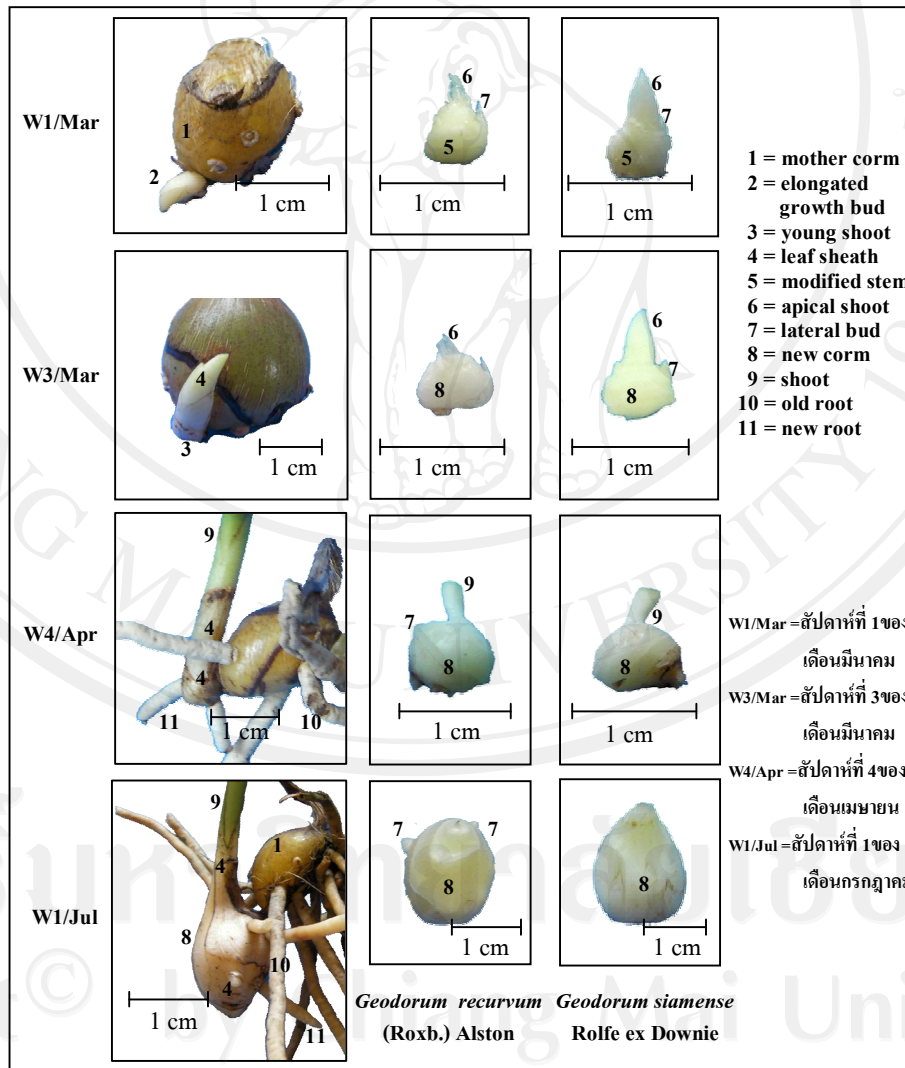 W1/Mar
1
2
1 cm
6
7
5
1 cm
6
7
5
1 cm
1 = mother corm
2 = elongated
growth bud
3 = young shoot
4 = leaf sheath
5 = modified stem
6 = apical shoot
7 = lateral bud
8 = new corm
9 = shoot
10 = old root
11 = new root
W3/Mar
4
3
1 cm
6
8
1 cm
6
7
8
1 cm
W4/Apr
9
4
4
11
1 cm
10
9
7
8
1 cm
9
8
1 cm
W1/Mar =สัปดาห์ที่ 1ของ
เดือนมีนาคม
W3/Mar =สัปดาห์ที่ 3ของ
เดือนมีนาคม
W4/Apr =สัปดาห์ที่ 4ของ
เดือนเมษายน
W1/Jul =สัปดาห์ที่ 1ของ
เดือนกรกฎาคม
W1/Jul
9
1
4
8
10
4
1 cm
11
7
7
8
1 cm
8
1 cm
Geodorum recurvum
(Roxb.) Alston
Geodorum siamense
Rolfe ex Downie
by Chiang Mai Uni